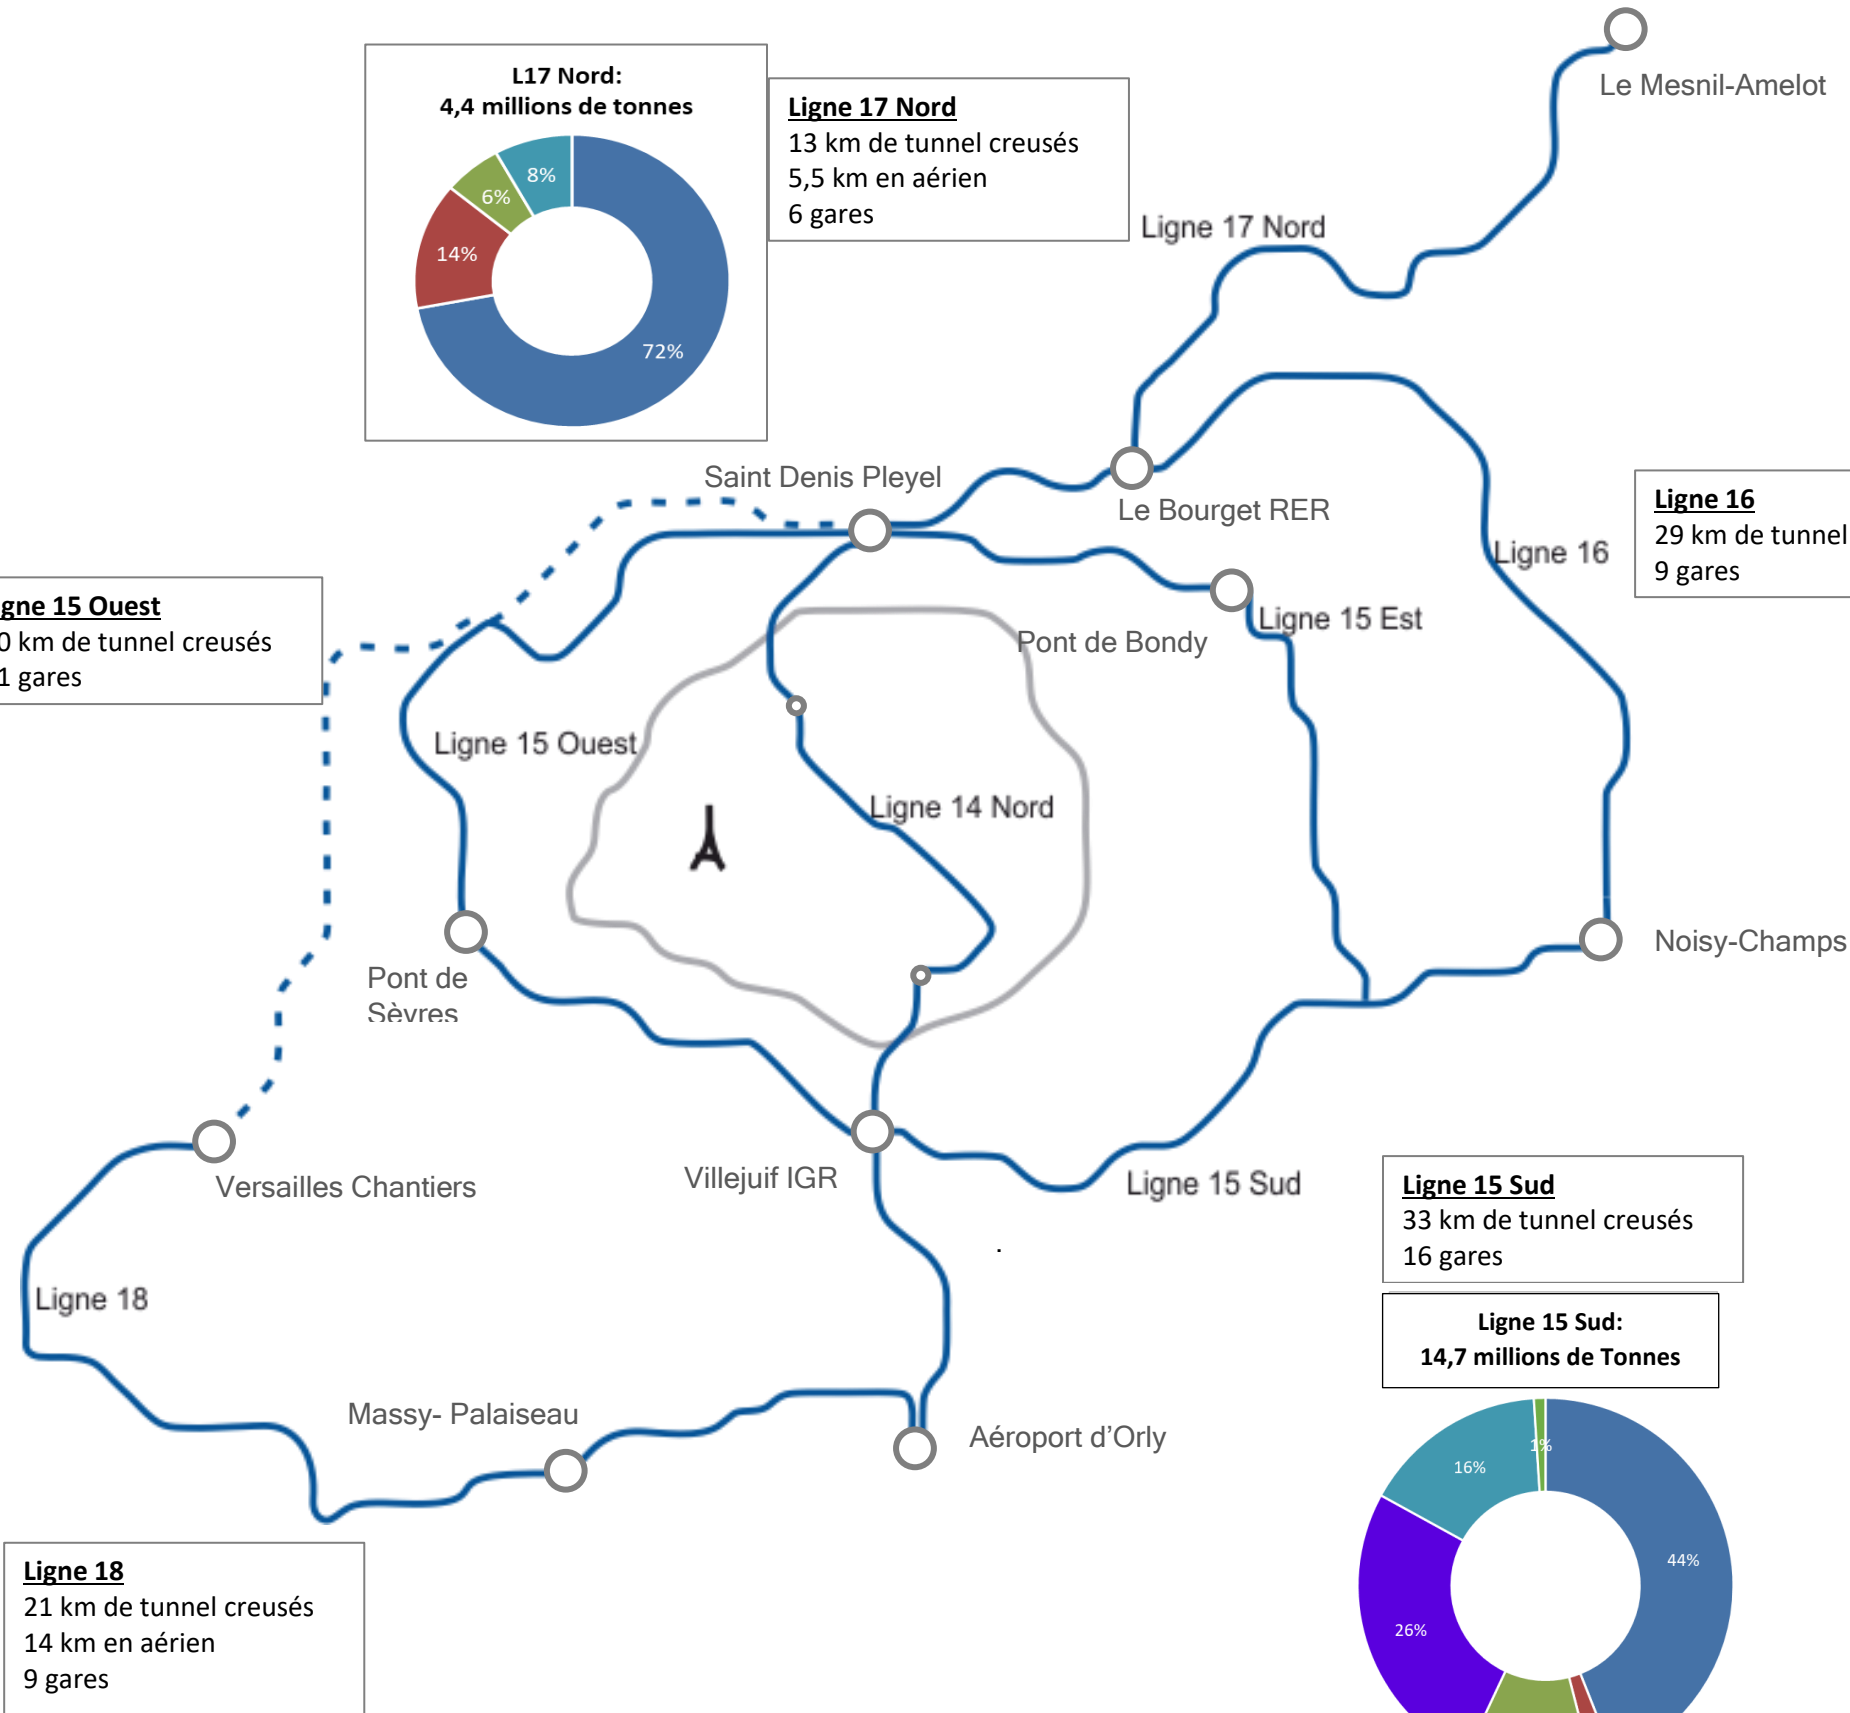 Le Mesnil-Amelot
L17 Nord:
4,4 millions de tonnes
8%
6%
14%
72%
Ligne 17 Nord
13 km de tunnel creusés
5,5 km en aérien
6 gares
Ligne 17 Nord
Saint Denis Pleyel
Le Bourget RER
Ligne 16
Ligne 16
29 km de tunnel
9 gares
15 Ouest
km de tunnel creusés
gares
Ligne 15 Est
Pont de Bondy
Ligne 15 Ouest
Ligne 14 Nord
Noisy-Champs
Pont de
Sèvres
Versailles Chantiers
Villejuif IGR
Ligne 15 Sud
Ligne 15 Sud
33 km de tunnel creusés
16 gares
Ligne 18
Ligne 15 Sud:
14,7 millions de Tonnes
Massy- Palaiseau
Aéroport d'Orly
1%
16%
44%
26%
Ligne 18
21 km de tunnel creusés
14 km en aérien
9 gares